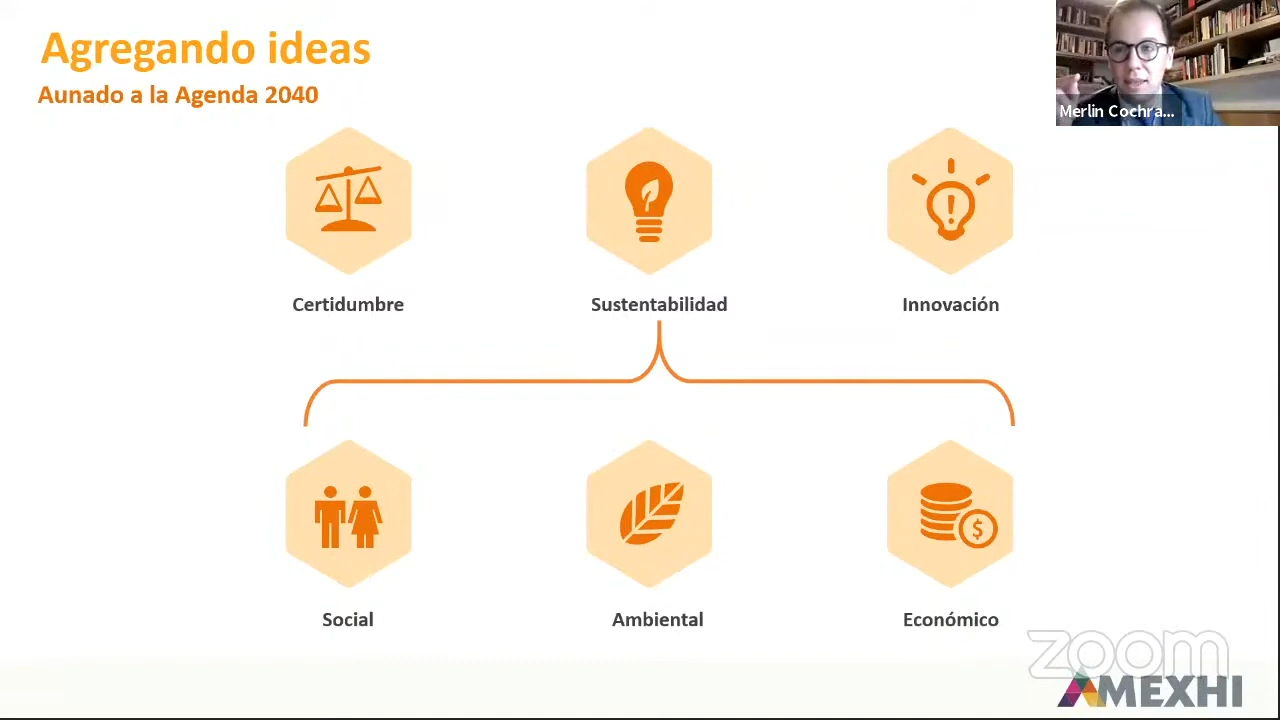 Agregando ideas
Aunado a la Agenda 2040
Merlin Cochra...
Certidumbre
Sustentabilidad
Innovación
Social
Ambiental
Económico
$
zoom
AMEXHI